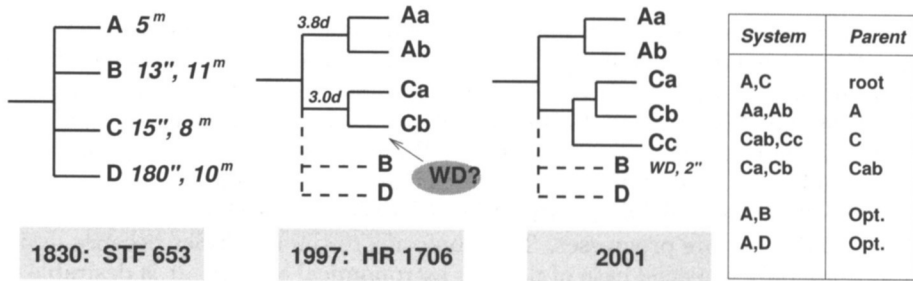 A 5m
B 13", 11m
C 15", 8m
D 180", 10m
1830: STF 653
3.8d
Aa
Ab
3.0d
Ca
Cb
WD?
B
D
1997: HR 1706
Aa
Ab
Ca
Cb
Cc
B WD, 2"
D
2001
System Parent
A,C root
Aa,Ab A
Cab,Cc C
Ca,Cb Cab
A,B Opt.
A,D Opt.